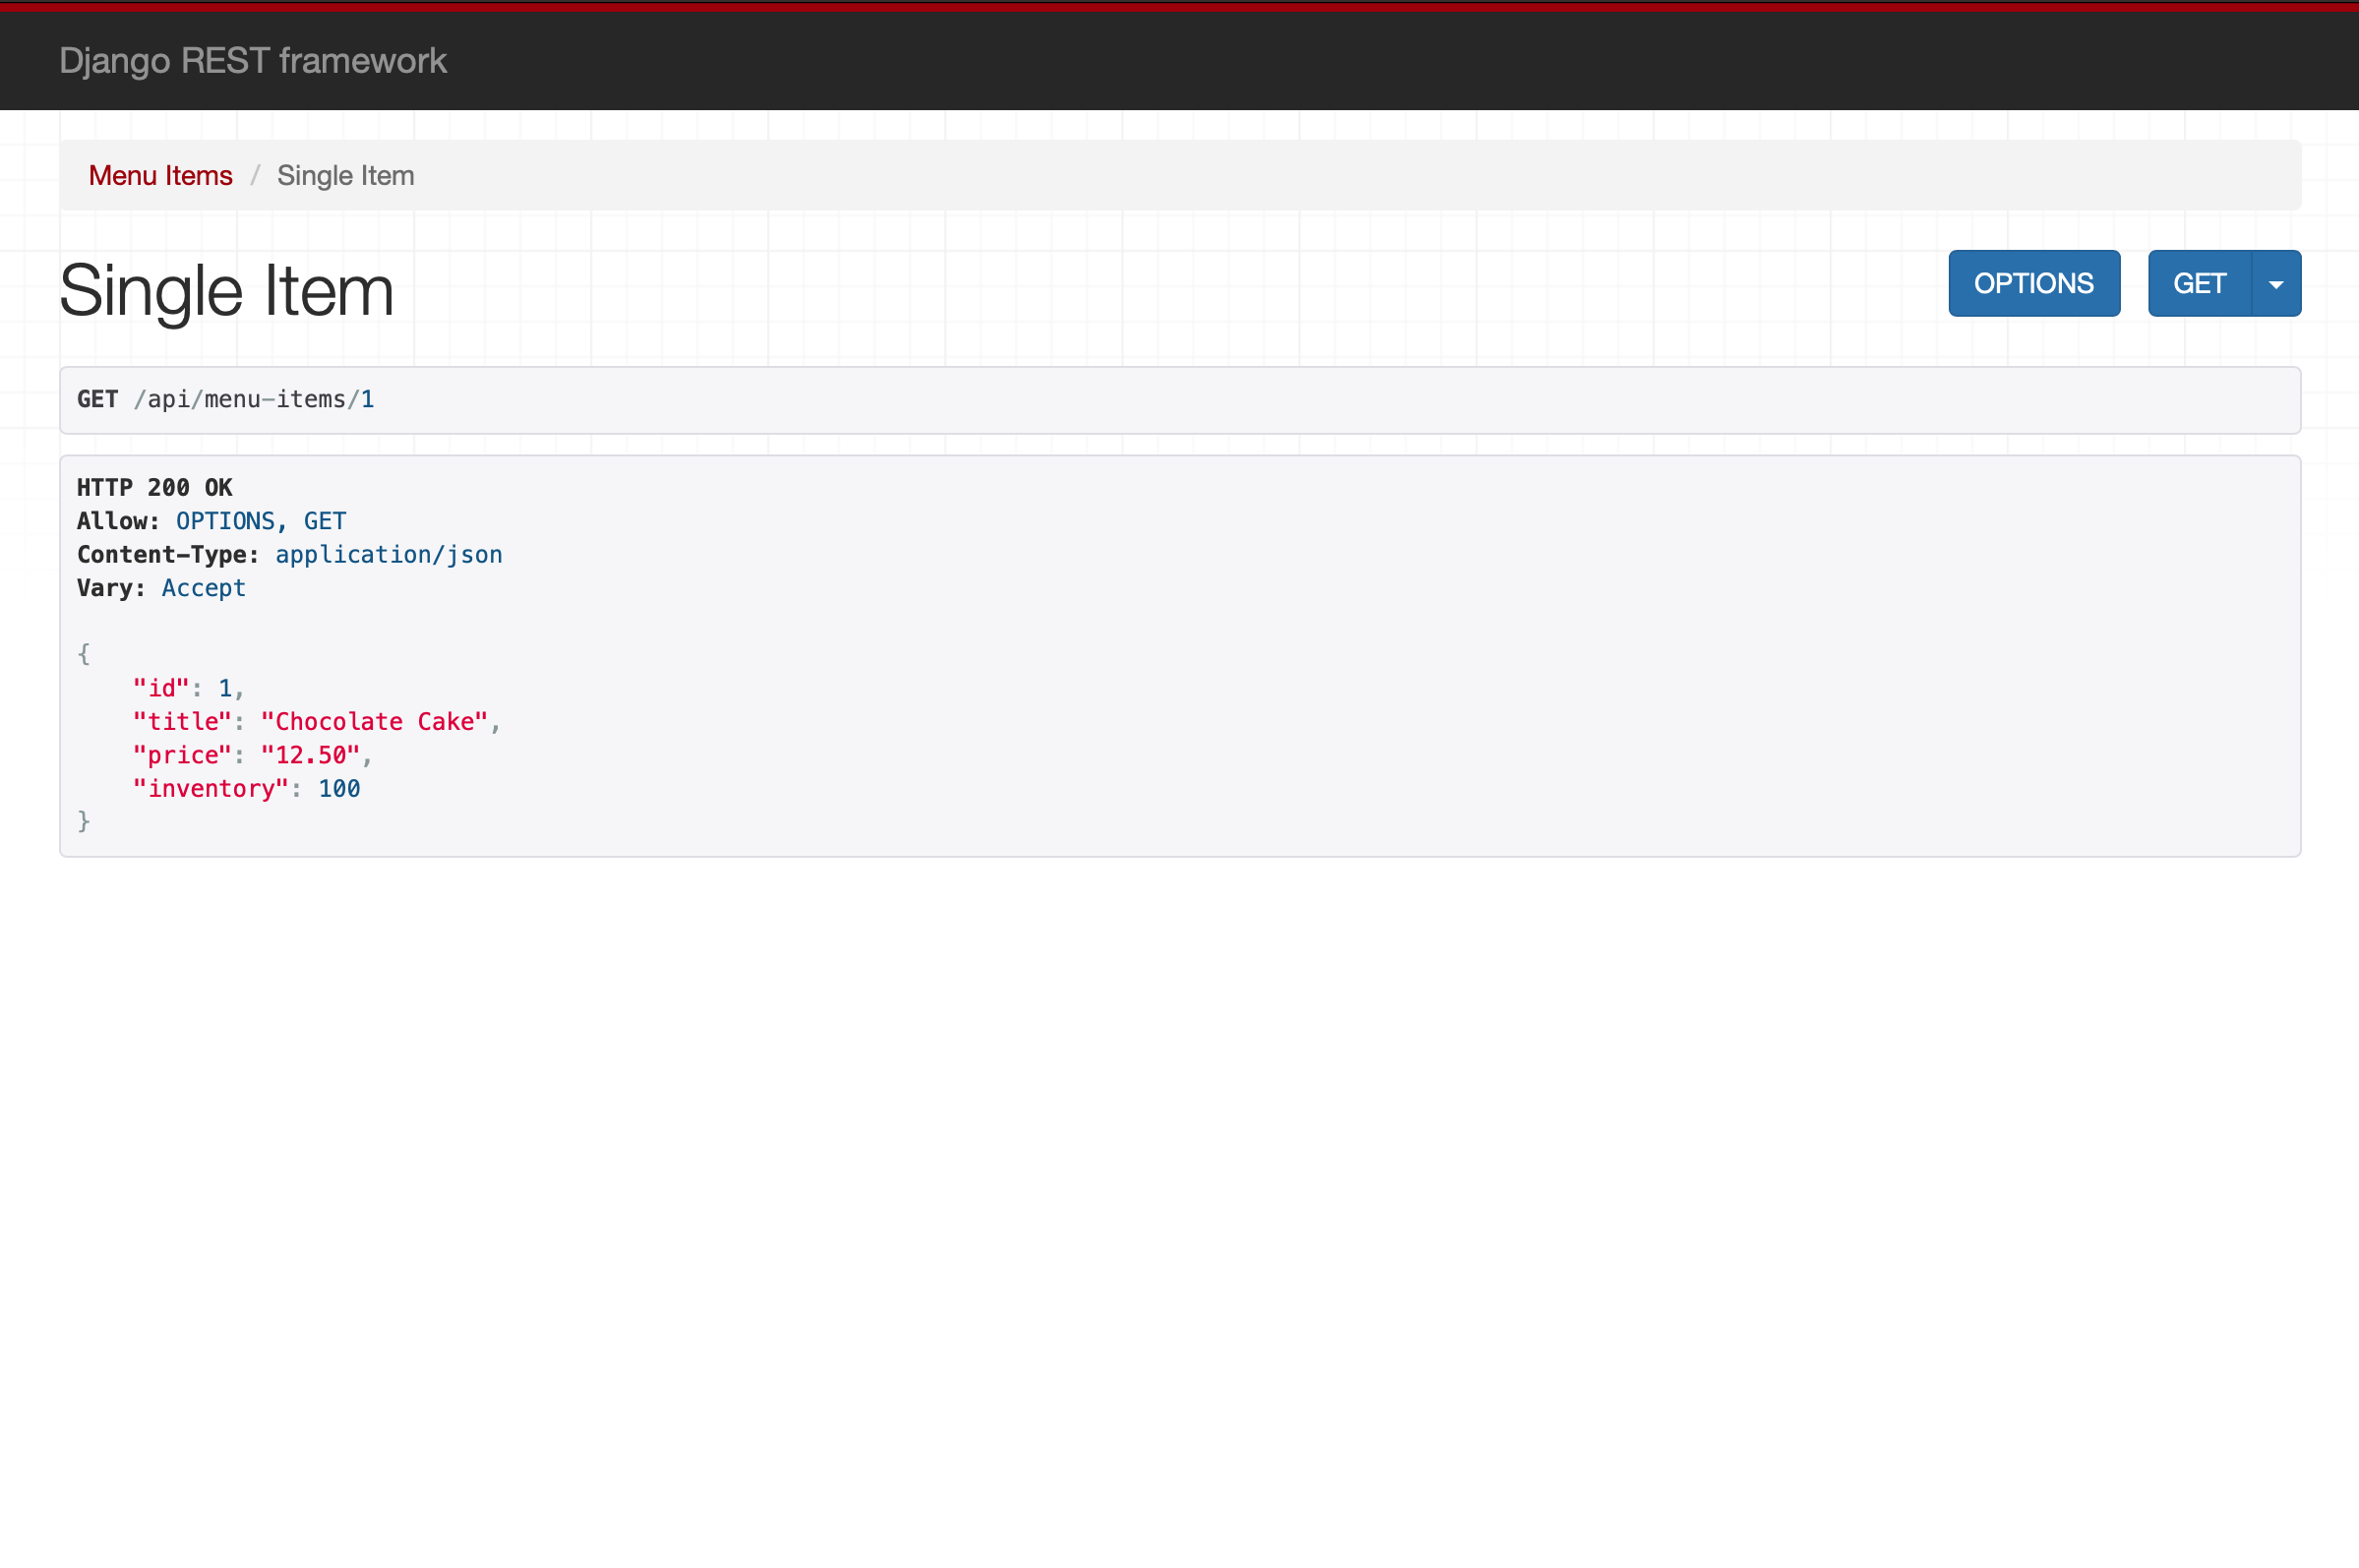 Django REST framework
Menu Items / Single Item
Single Item
OPTIONS GET
GET /api/menu-items/1
HTTP 200 OK
Allow: OPTIONS, GET
Content-Type: application/json
Vary: Accept
{
    "id": 1,
    "title": "Chocolate Cake",
    "price": "12.50",
    "inventory": 100
}